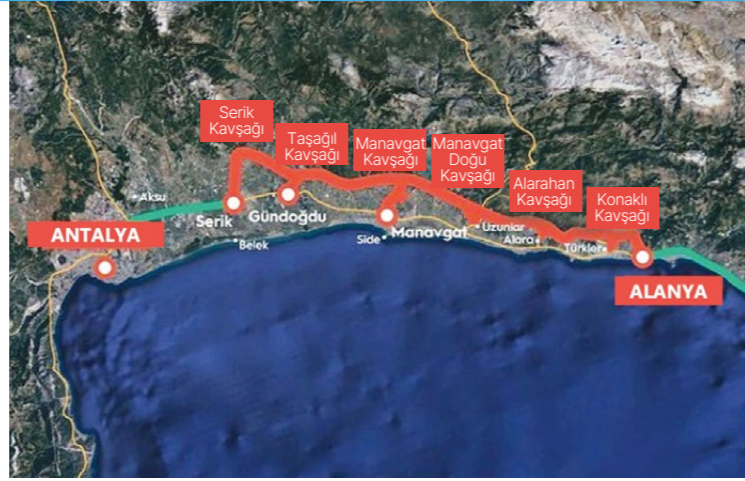 Serik
Kavşağı
Taşağıl
Kavşağı
Manavgat
Kavşağı
Manavgat
Doğu
Kavşağı
Alarahan
Kavşağı
Konaklı
Kavşağı
Aksu
Serik
Gündoğdu
ANTALYA
Belek
Side
Manavgat
Uzunlar
Alara
Türkler
ALANYA